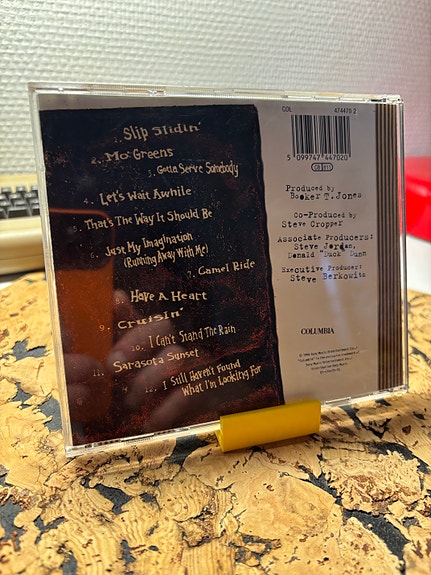 1. Slip Slidin'
2. Mo' Greens
3. Gotta Serve Somebody
4. Let's Wait Awhile
5. That's The Way It Should Be
6. Just My Imagination
(Running Away With Me)
7. Camel Ride
8. Have A Heart
9. Cruisin'
10. I Can't Stand The Rain
11. Sarasota Sunset
12. I Still Haven't Found
What I'm Looking For
COL 474470 2
5 099747 447020
Produced by
Booker T. Jones
Co-Produced by
Steve Cropper
Associate Producers:
Steve Jordan,
Donald "Duck" Dunn
Executive Producer:
Steve Berkowitz
COLUMBIA